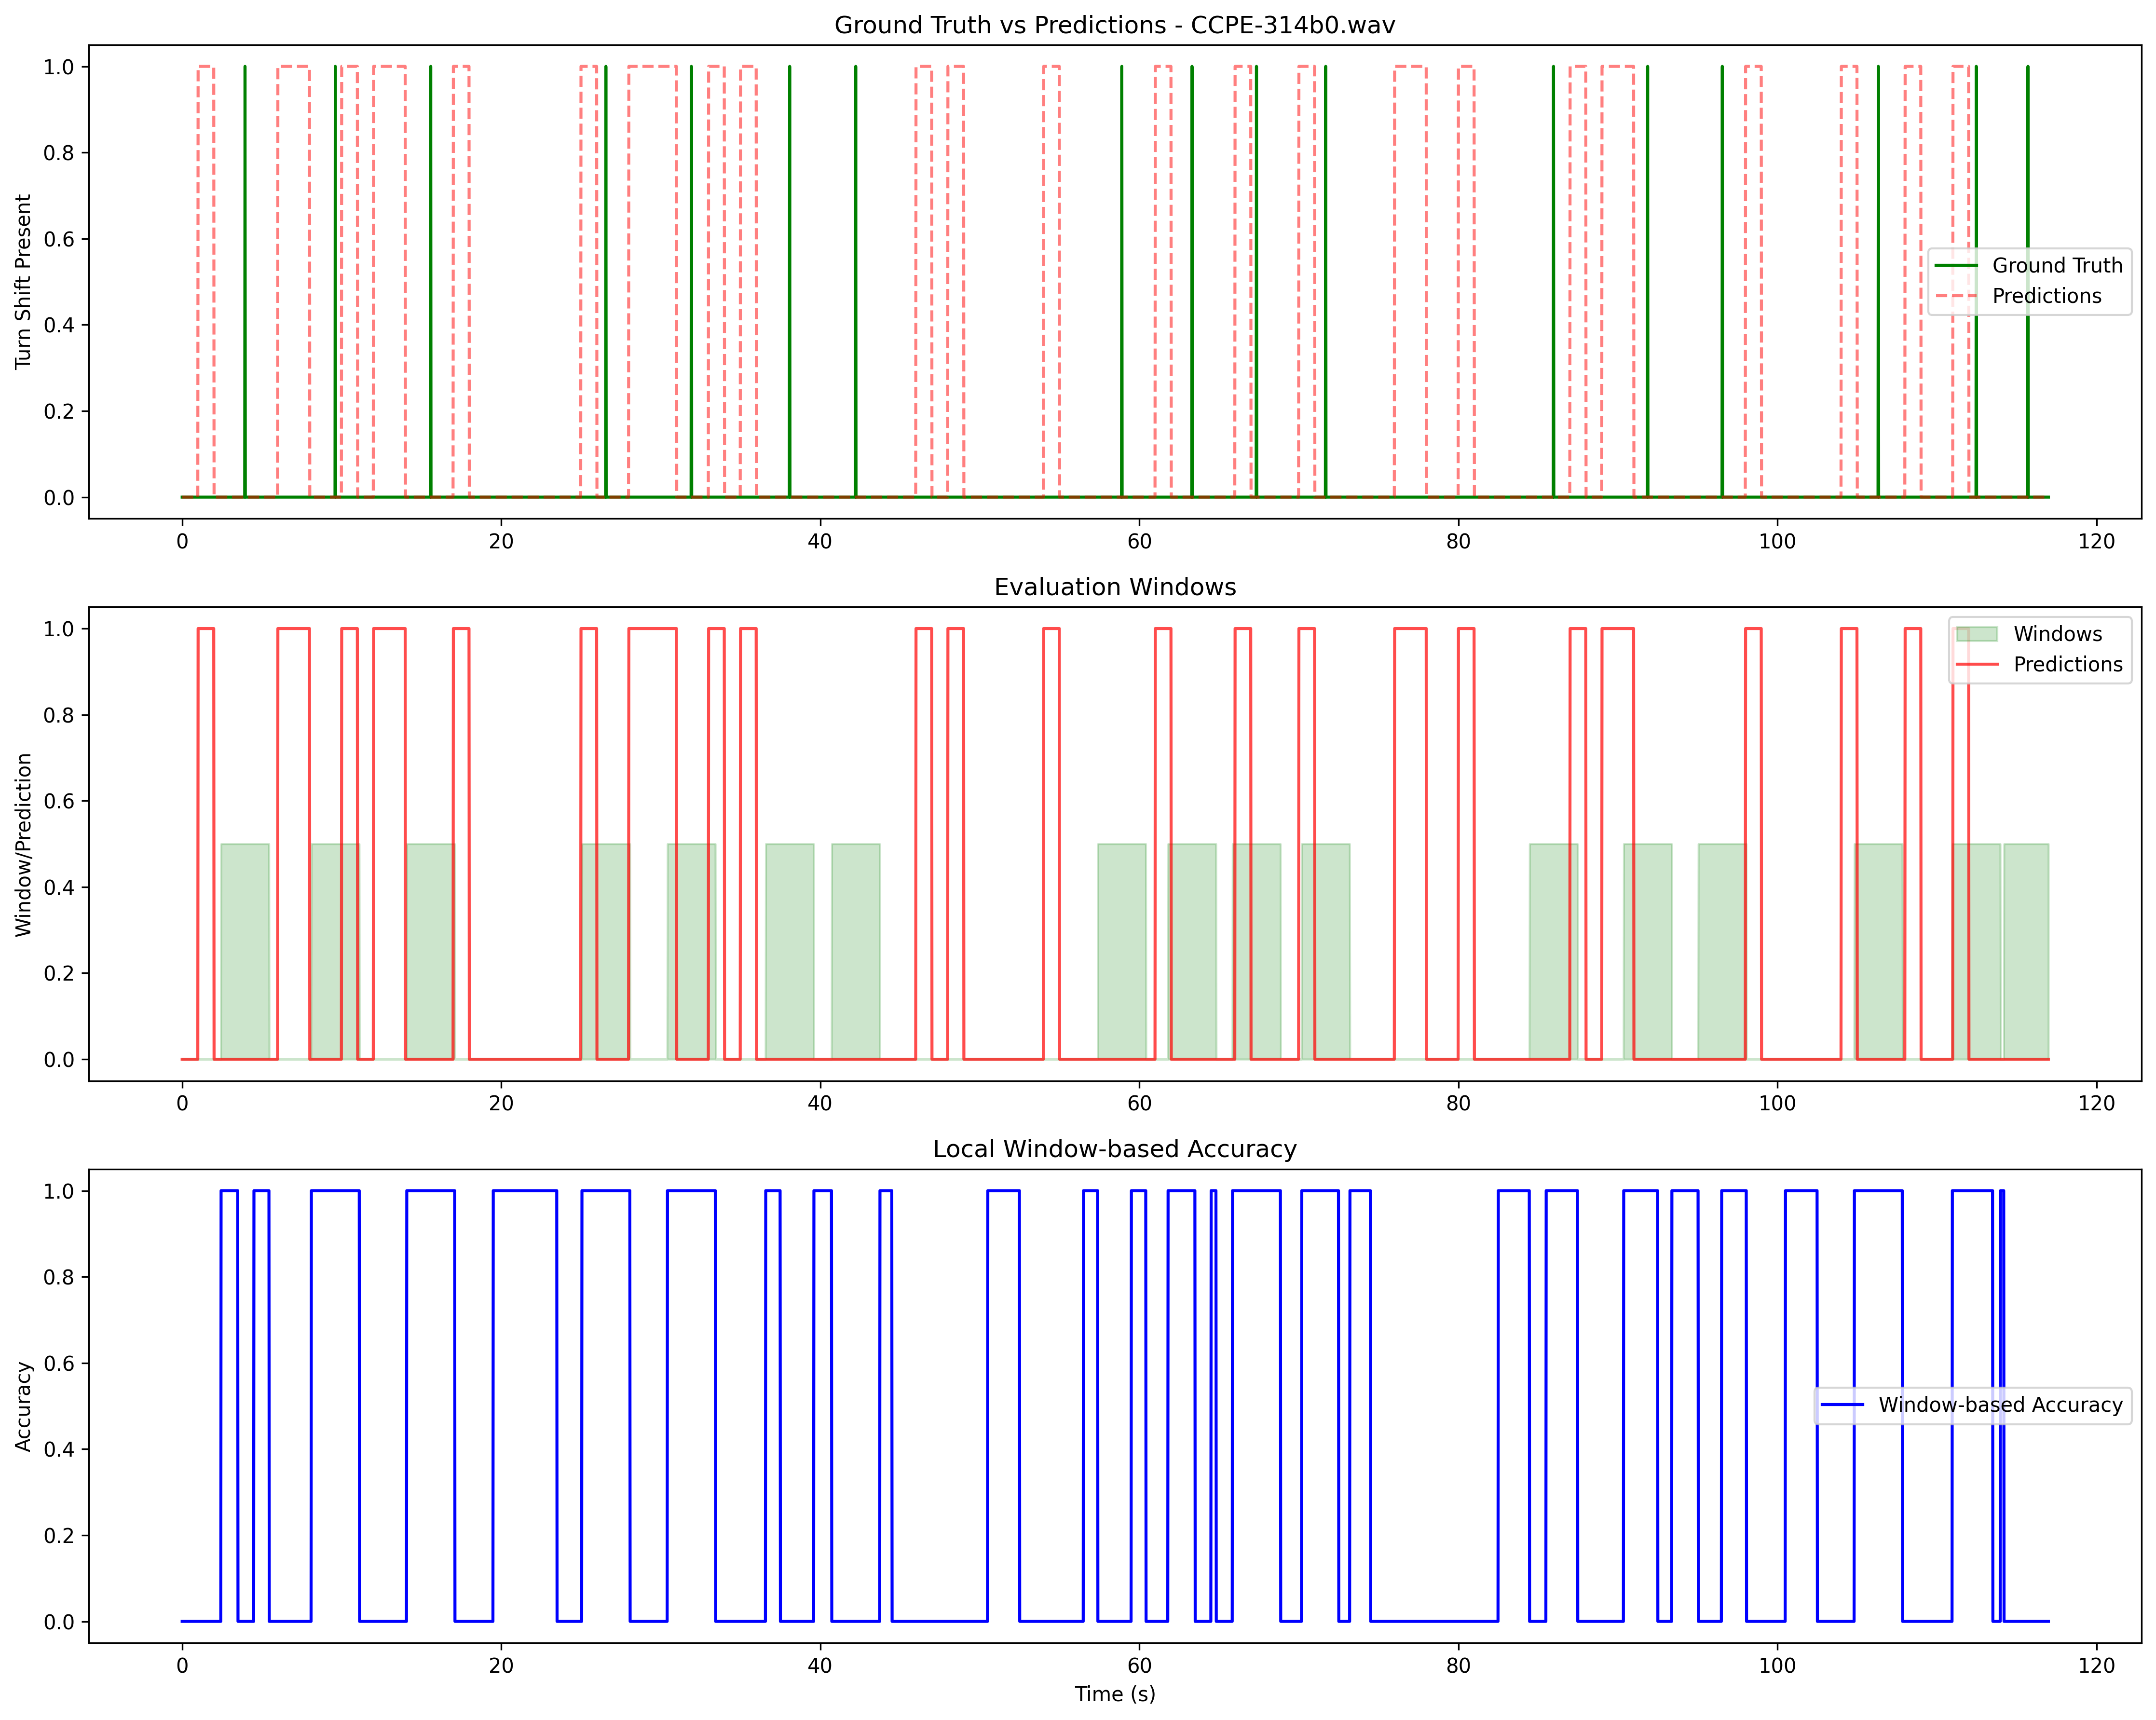 Ground Truth vs Predictions - CCPE-314b0.wav
1.0
0.8
0.6
0.4
0.2
0.0
Turn Shift Present
Ground Truth
Predictions
0 20 40 60 80 100 120
Evaluation Windows
1.0
0.8
0.6
0.4
0.2
0.0
Window/Prediction
Windows
Predictions
0 20 40 60 80 100 120
Local Window-based Accuracy
1.0
0.8
0.6
0.4
0.2
0.0
Accuracy
Window-based Accuracy
0 20 40 60 80 100 120
Time (s)